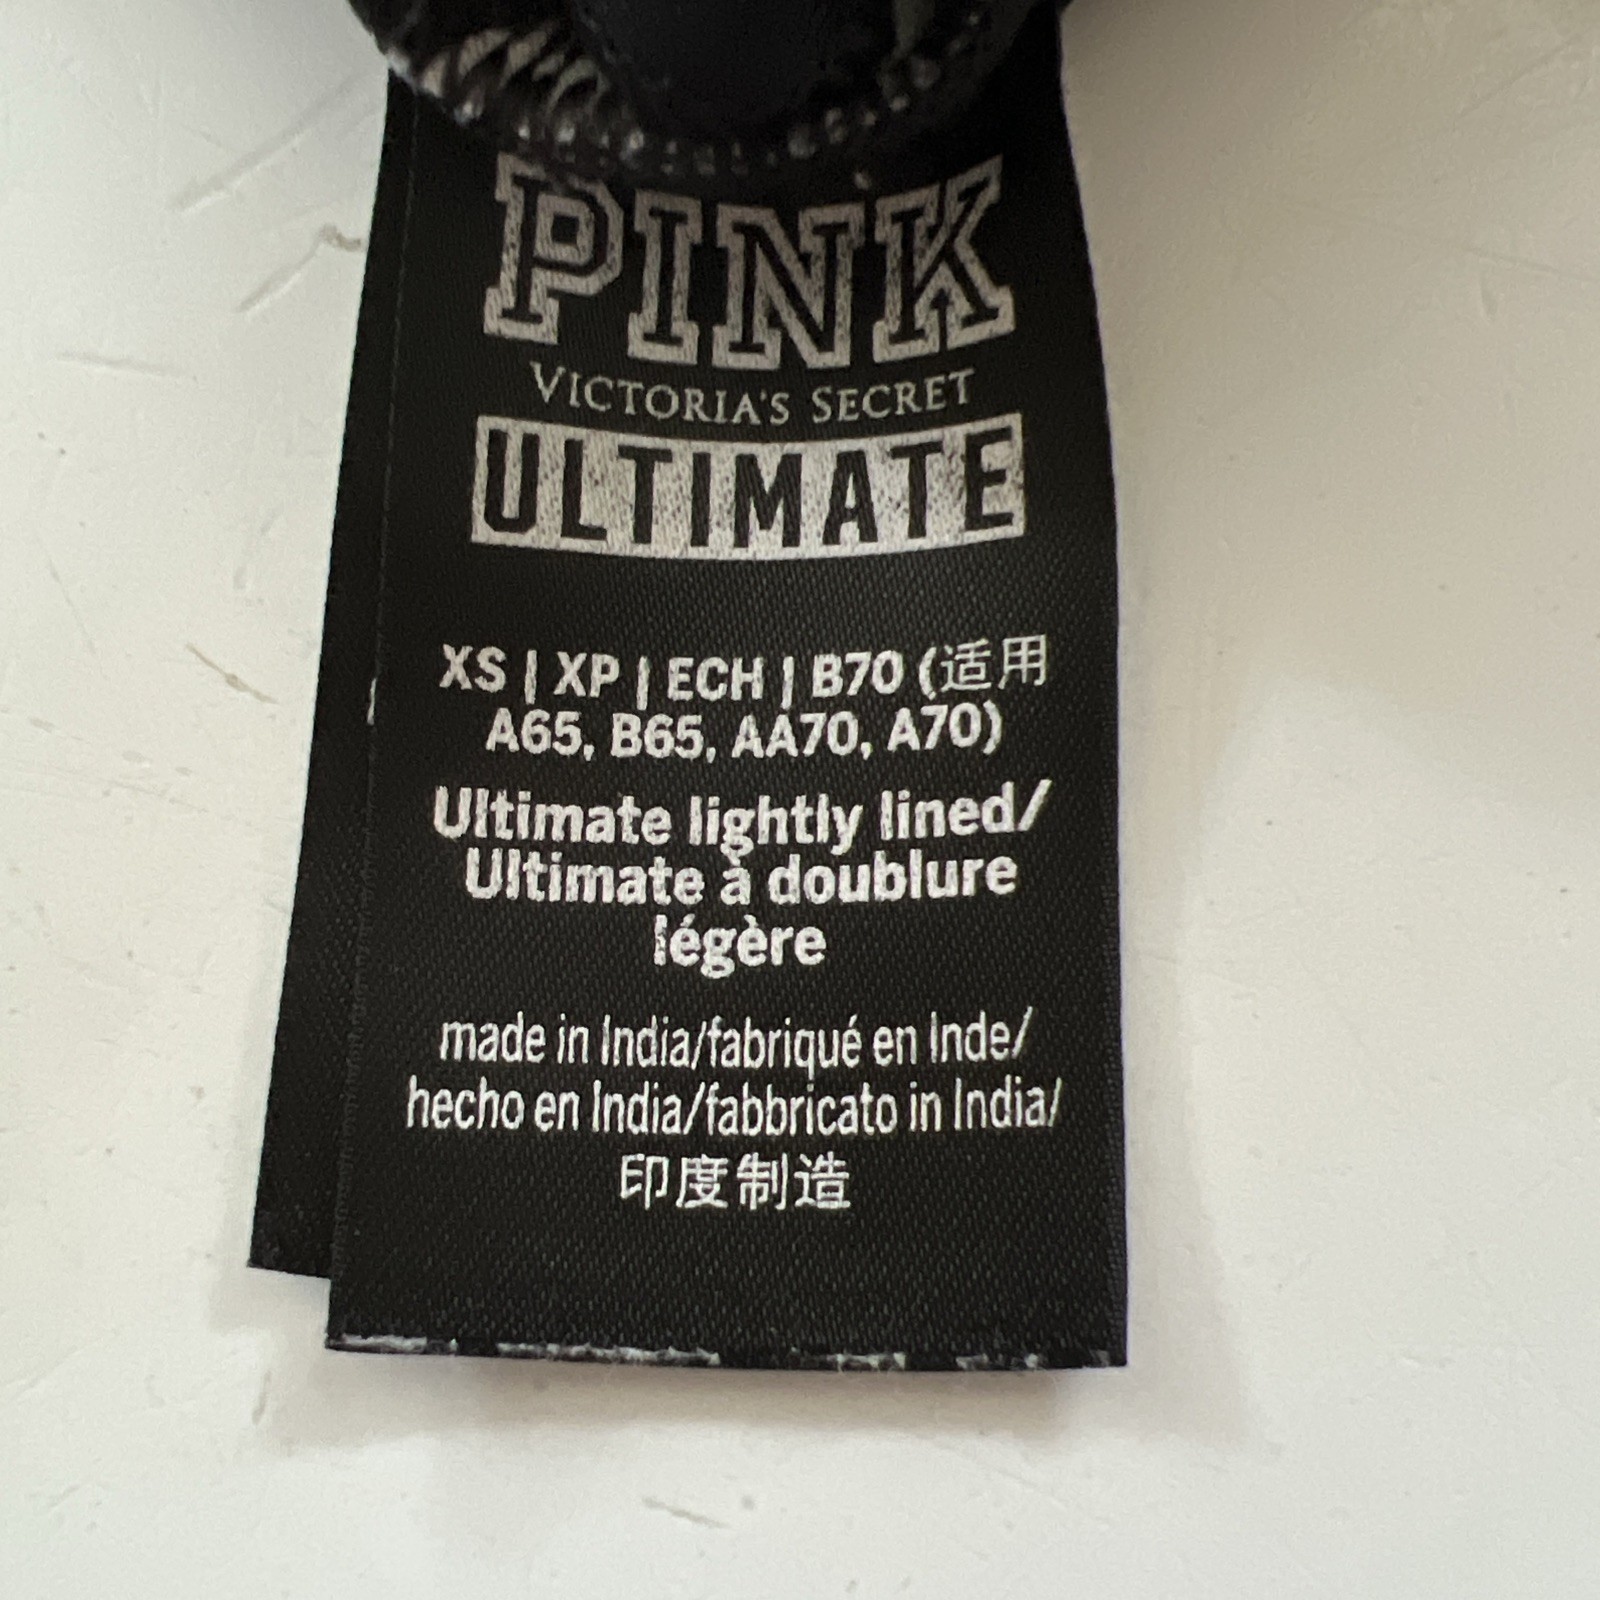 PINK
VICTORIA'S SECRET
ULTIMATE
XS | XP | ECH | B70 (适用
A65, B65, AA70, A70)
Ultimate lightly lined/
Ultimate à doublure
légère
made in India/fabriqué en Inde/
hecho en India/fabbricato in India/
印度制造